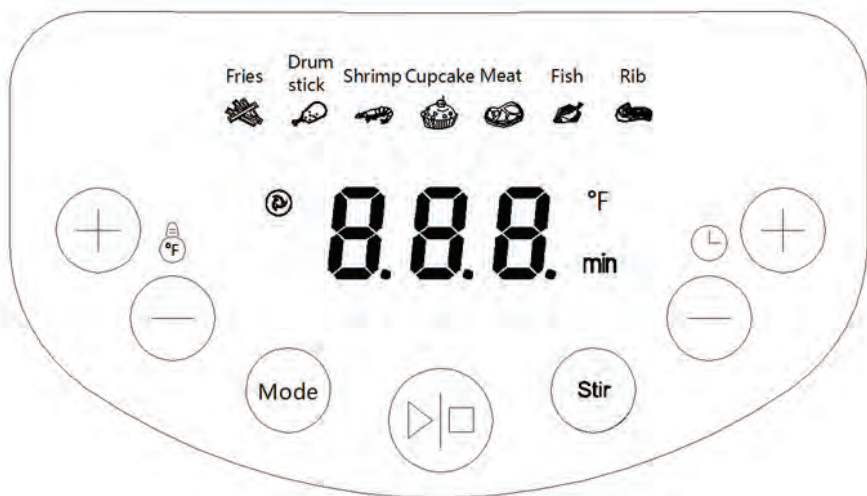 Fries Drum stick Shrimp Cupcake Meat Fish Rib
8.8.8. °F
°F
min
Mode
Stir